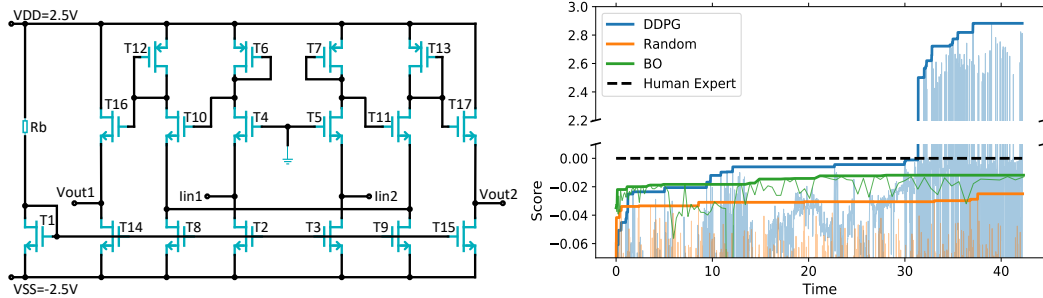 VDD=2.5V
T12
T6
T7
T13
T16
T10
T4
T5
T11
T17
Rb
Vout1
Iin1
Iin2
Vout2
T1
T14
T8
T2
T3
T9
T15
VSS=-2.5V
3.0
2.8
2.6
2.4
2.2
0.00
−0.02
−0.04
−0.06
Score
DDPG
Random
BO
Human Expert
0
10
20
30
40
Time